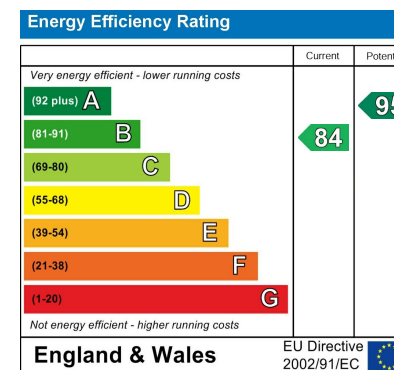 Energy Efficiency Rating
Current Potent
Very energy efficient - lower running costs
(92 plus) A
(81-91) B
(69-80) C
(55-68) D
(39-54) E
(21-38) F
(1-20) G
84
95
Not energy efficient - higher running costs
England & Wales
EU Directive
2002/91/EC